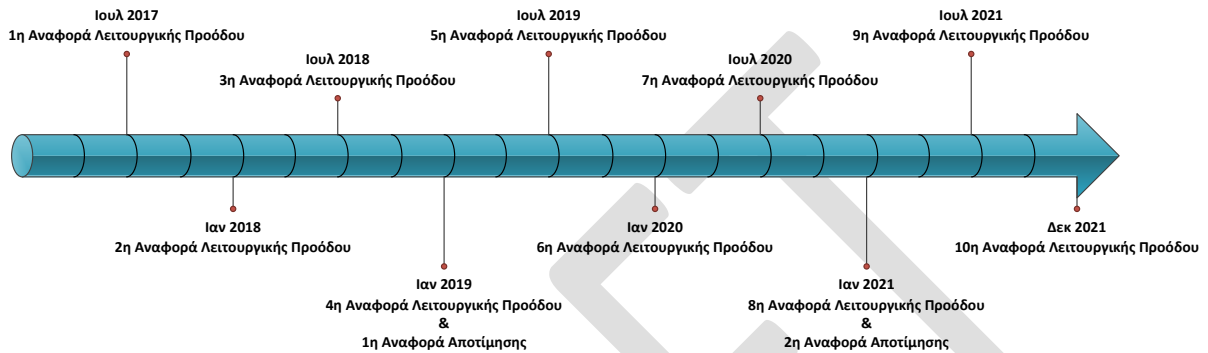 Ιουλ 2017
1η Αναφορά Λειτουργικής Προόδου
Ιουλ 2018
3η Αναφορά Λειτουργικής Προόδου
Ιουλ 2019
5η Αναφορά Λειτουργικής Προόδου
Ιουλ 2020
7η Αναφορά Λειτουργικής Προόδου
Ιουλ 2021
9η Αναφορά Λειτουργικής Προόδου
Ιαν 2018
2η Αναφορά Λειτουργικής Προόδου
Ιαν 2019
4η Αναφορά Λειτουργικής Προόδου
&
1η Αναφορά Αποτίμησης
Ιαν 2020
6η Αναφορά Λειτουργικής Προόδου
Ιαν 2021
8η Αναφορά Λειτουργικής Προόδου
&
2η Αναφορά Αποτίμησης
Δεκ 2021
10η Αναφορά Λειτουργικής Προόδου